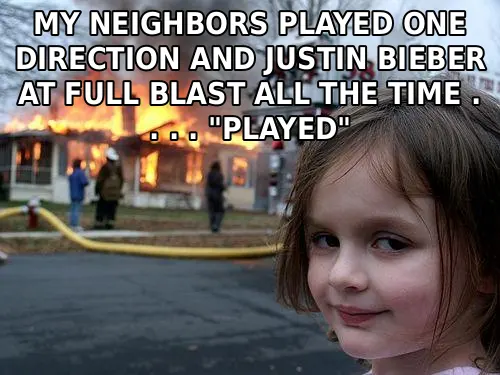 MY NEIGHBORS PLAYED ONE
DIRECTION AND JUSTIN BIEBER
AT FULL BLAST ALL THE TIME .
. . . "PLAYED"